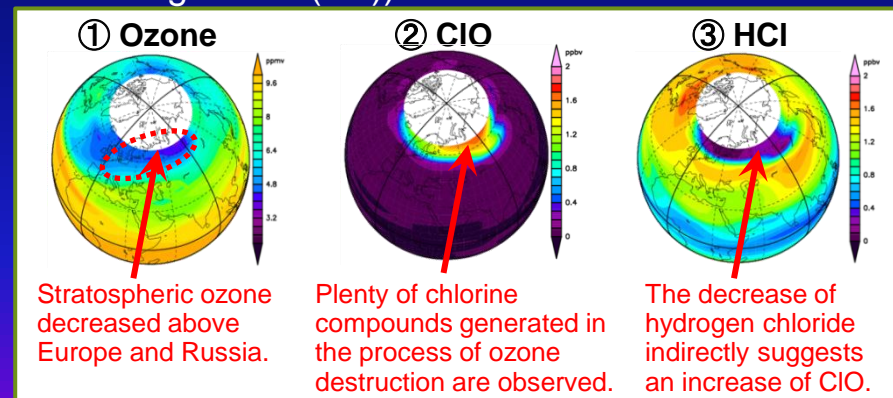 ① Ozone
② ClO
③ HCl
ppmv
9.6
8
6.4
4.8
3.2
ppbv
2
1.6
1.2
0.8
0.4
0
ppbv
2
1.6
1.2
0.8
0.4
0
Stratospheric ozone
decreased above
Europe and Russia.
Plenty of chlorine
compounds generated in
the process of ozone
destruction are observed.
The decrease of
hydrogen chloride
indirectly suggests
an increase of ClO.